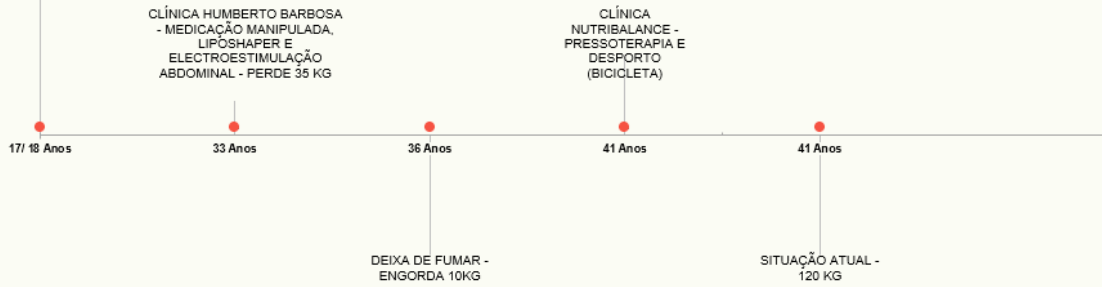 CLÍNICA HUMBERTO BARBOSA
- MEDICAÇÃO MANIPULADA,
LIPOSHAPER E
ELECTROESTIMULAÇÃO
ABDOMINAL - PERDE 35 KG
CLÍNICA
NUTRIBALANCE -
PRESSOTERAPIA E
DESPORTO
(BICICLETA)
17/ 18 Anos
33 Anos
36 Anos
41 Anos
41 Anos
DEIXA DE FUMAR -
ENGORDA 10KG
SITUAÇÃO ATUAL -
120 KG